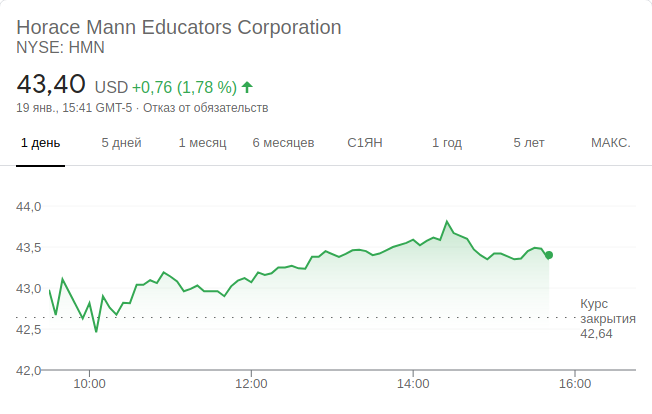 Horace Mann Educators Corporation
NYSE: HMN
43,40 USD +0,76 (1,78 %)
19 янв., 15:41 GMT-5 · Отказ от обязательств
1 день 5 дней 1 месяц 6 месяцев С1ЯН 1 год 5 лет МАКС.
44,0
43,5
43,0
42,5
42,0
Курс
закрытия
42,64
10:00 12:00 14:00 16:00